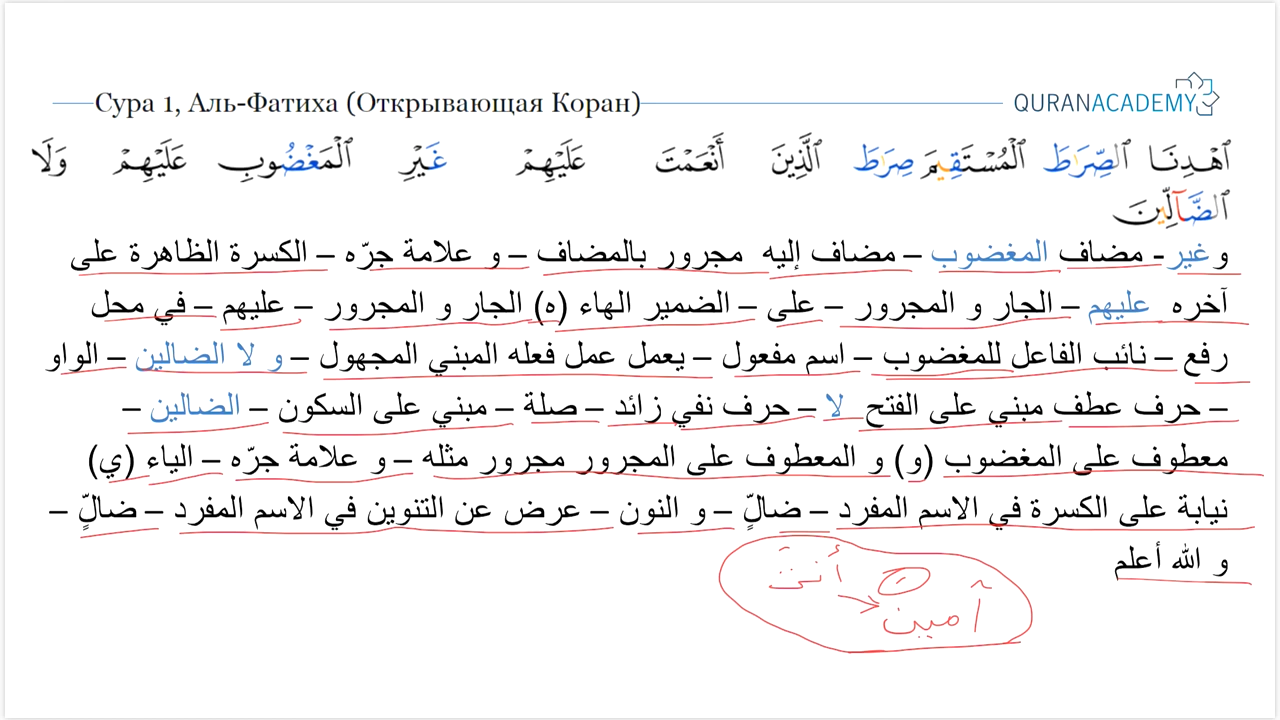 Сура 1, Аль-Фатиха (Открывающая Коран)
QURANACADEMY
ٱهْدِنَا ٱلصِّرَٰطَ ٱلْمُسْتَقِيمَ صِرَٰطَ ٱلَّذِينَ أَنْعَمْتَ عَلَيْهِمْ غَيْرِ ٱلْمَغْضُوبِ عَلَيْهِمْ وَلَا
ٱلضَّآلِّينَ
و غير - مضاف المغضوب – مضاف إليه مجرور بالمضاف – و علامة جرّه – الكسرة الظاهرة على
آخره عليهم – الجار و المجرور – على – الضمير الهاء (ه) الجار و المجرور – عليهم – في محل
رفع – نائب الفاعل للمغضوب – اسم مفعول – يعمل عمل فعله المبني المجهول – و لا الضالين – الواو
– حرف عطف مبني على الفتح لا – حرف نفي زائد – صلة – مبني على السكون – الضالين –
معطوف على المغضوب (و) و المعطوف على المجرور مجرور مثله – و علامة جرّه – الياء (ي)
نيابة على الكسرة في الاسم المفرد – ضالٍّ – و النون – عرض عن التنوين في الاسم المفرد – ضالٍّ –
و الله أعلم
أنت
آمين